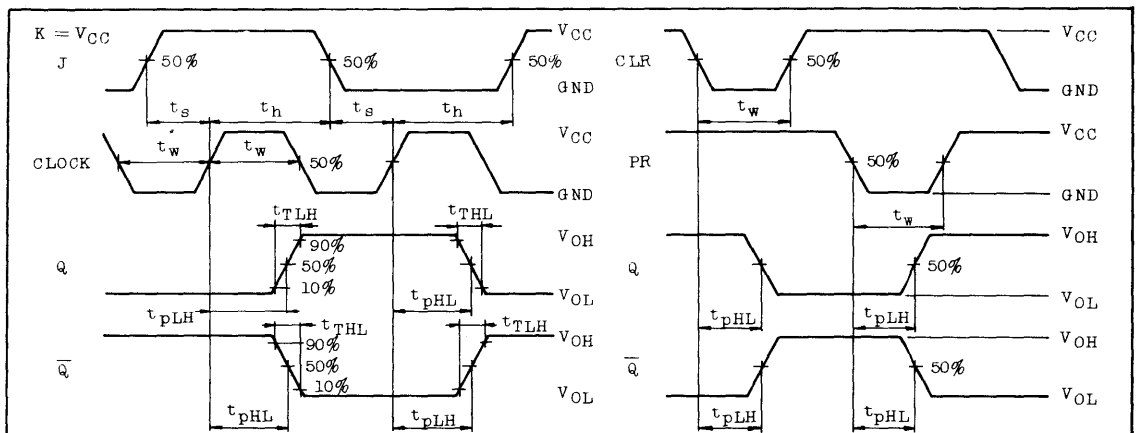 K = VCC
J
50%
50%
50%
VCC
GND
ts
th
ts
th
CLOCK
tw
tw
50%
VCC
GND
tTLH
tTHL
Q
90%
50%
10%
VOH
VOL
tpLH
tpHL
tTHL
tTLH
Q̅
90%
50%
10%
VOH
VOL
tpHL
tpLH
CLR
50%
VCC
GND
tw
PR
50%
VCC
GND
tw
Q
50%
VOH
VOL
tpHL
tpLH
Q̅
50%
VOH
VOL
tpLH
tpHL